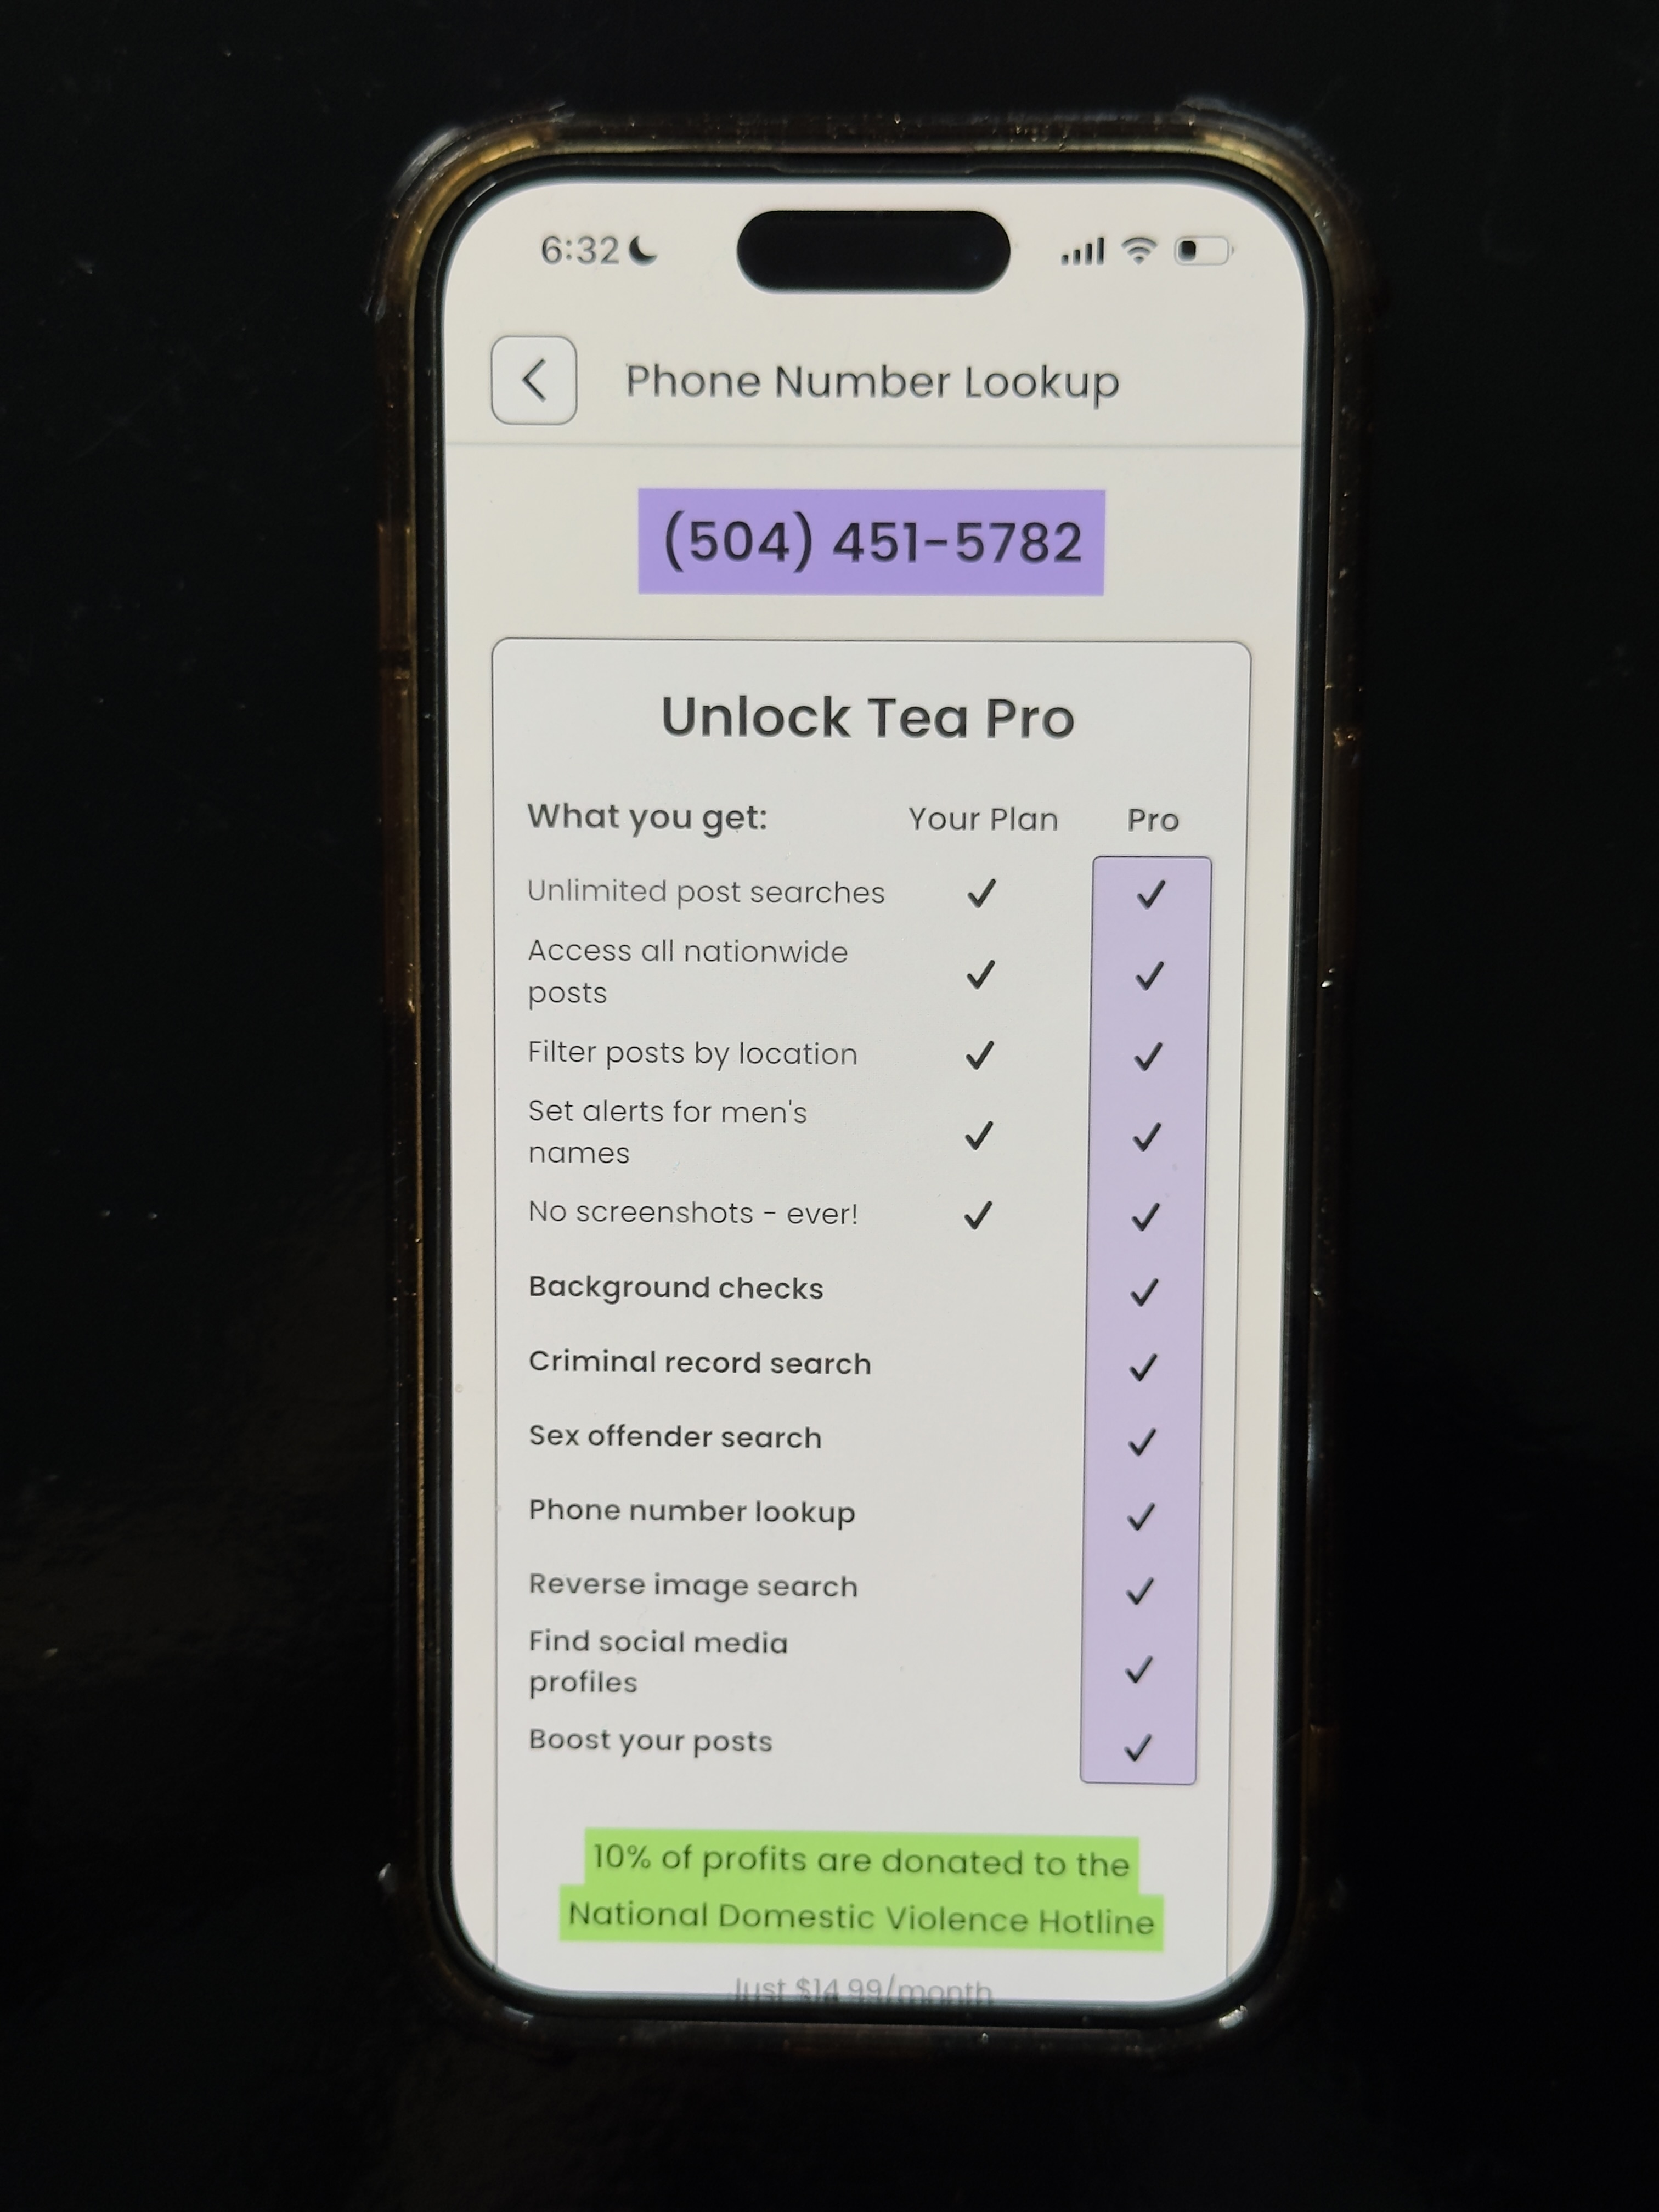 6:32
Phone Number Lookup
(504) 451-5782
Unlock Tea Pro
What you get: Your Plan Pro
Unlimited post searches
Access all nationwide
posts
Filter posts by location
Set alerts for men's
names
No screenshots - ever!
Background checks
Criminal record search
Sex offender search
Phone number lookup
Reverse image search
Find social media
profiles
Boost your posts
10% of profits are donated to the
National Domestic Violence Hotline
Just $14.99/month